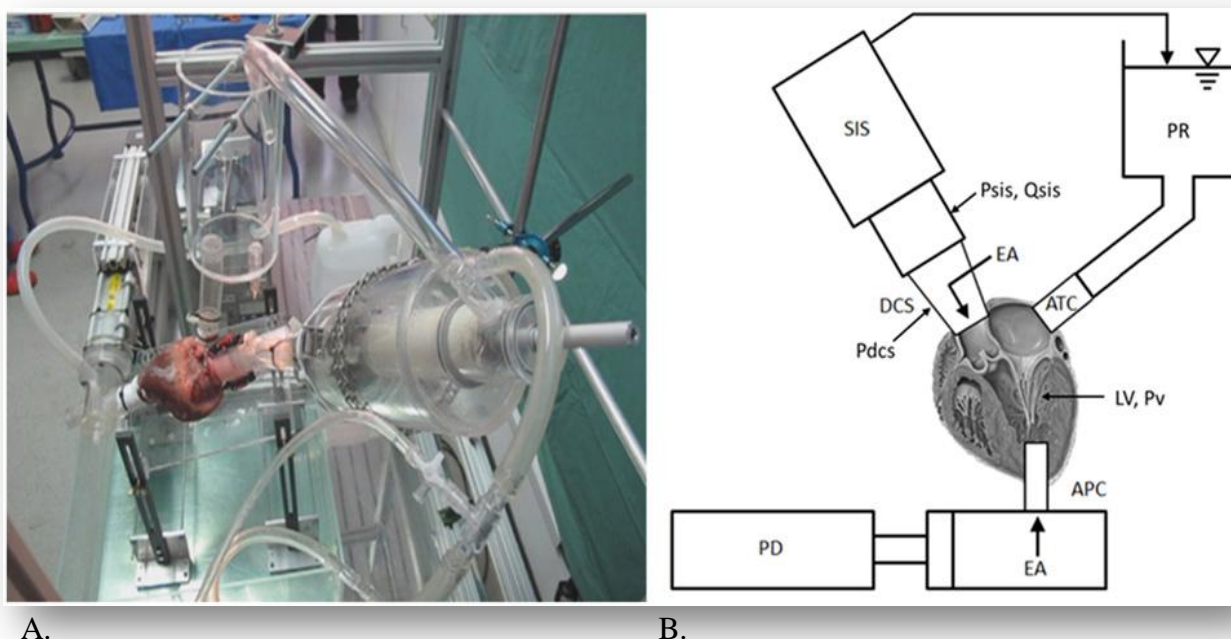 SIS
PR
Psis, Qsis
EA
DCS
ATC
Pdcs
LV, Pv
APC
PD
EA
A.
B.